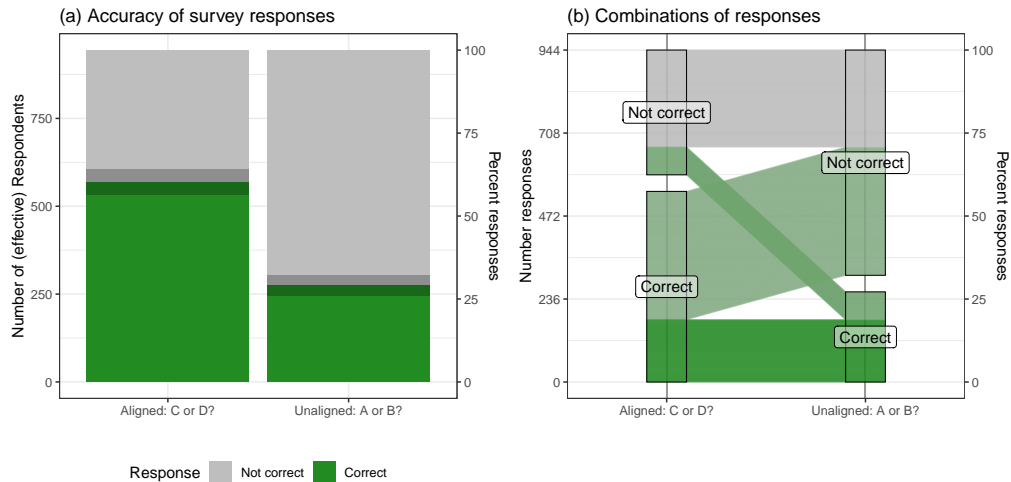 (a) Accuracy of survey responses
Number of (effective) Respondents
750
500
250
0
100
75
50
25
0
Percent responses
Aligned: C or D?
Unaligned: A or B?
Response
Not correct
Correct
(b) Combinations of responses
Number responses
944
708
472
236
0
Not correct
Correct
Not correct
Correct
100
75
50
25
0
Percent responses
Aligned: C or D?
Unaligned: A or B?